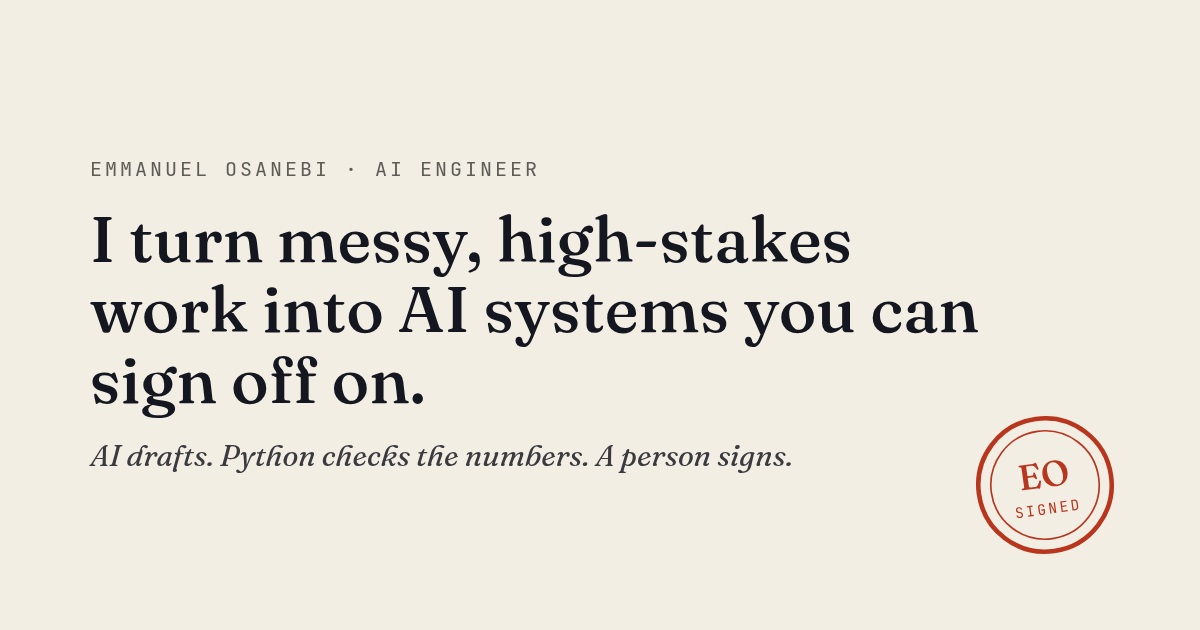 EMMANUEL OSANEBI · AI ENGINEER
I turn messy, high-stakes
work into AI systems you can
sign off on.
AI drafts. Python checks the numbers. A person signs.
EO
SIGNED